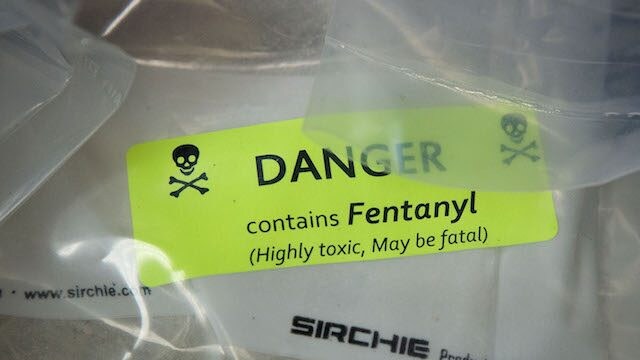 DANGER
contains Fentanyl
(Highly toxic, May be fatal)
· www.sirchie.com
SIRCHIE